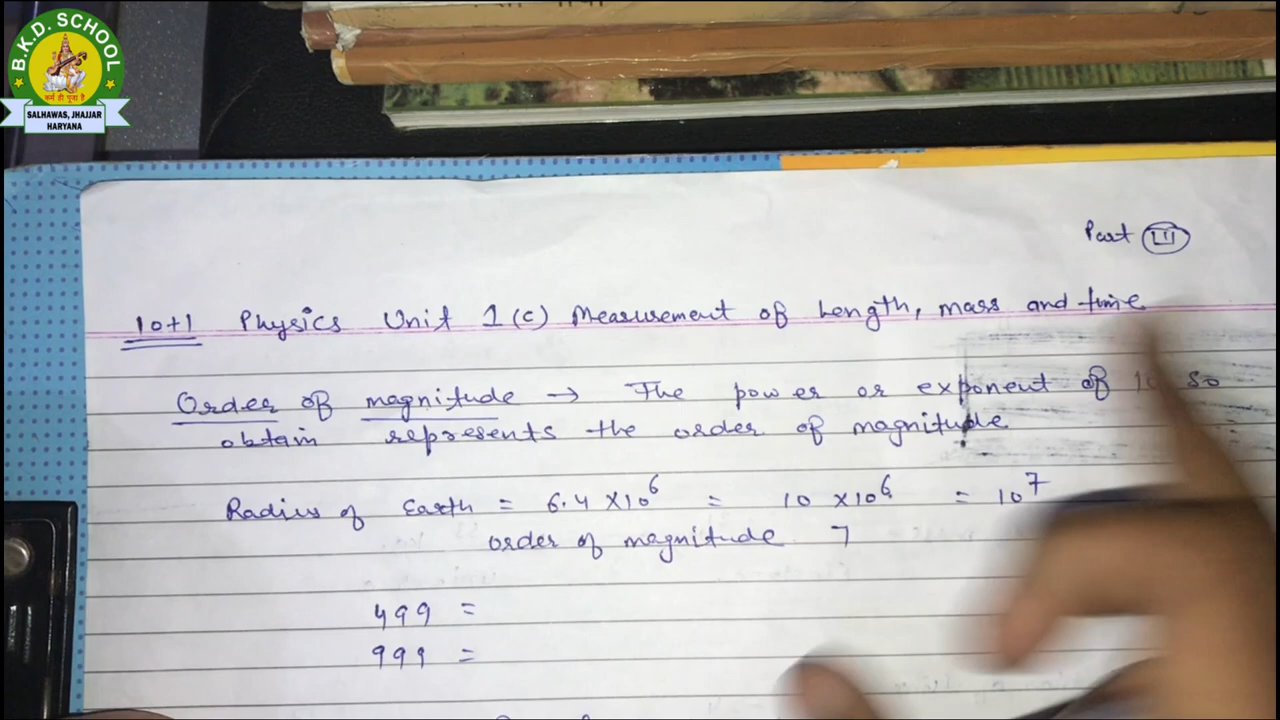 B.K.D. SCHOOL
कर्म ही पूजा है
SALHAWAS, JHAJJAR
HARYANA
Part III
10+1 Physics Unit 1(c) Measurement of Length, mass and time
Order of magnitude → The power or exponent of 10 so
obtain represents the order of magnitude
Radius of Earth = 6.4 × 10⁶ = 10 × 10⁶ = 10⁷
order of magnitude 7
499 =
999 =